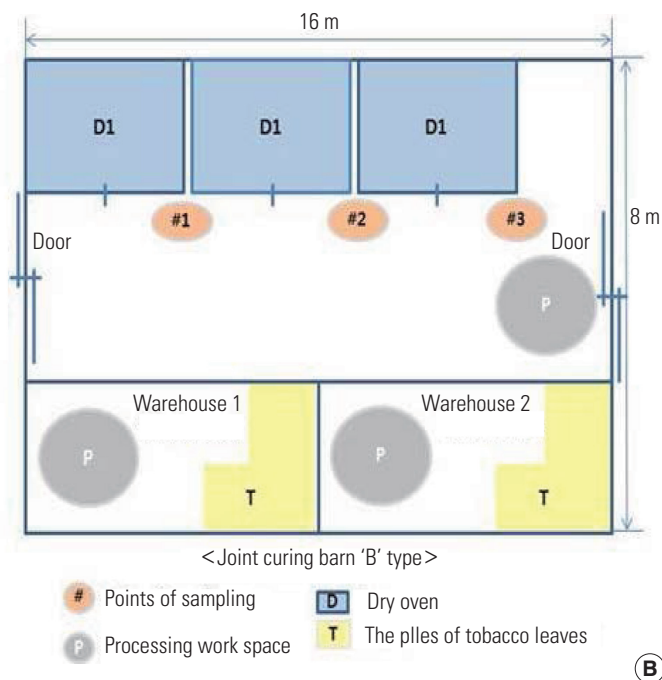 16 m
D1 D1 D1
#1 #2 #3
Door Door 8 m
P
Warehouse 1 Warehouse 2
P P
T T
<Joint curing barn 'B' type>
# Points of sampling D Dry oven
P Processing work space T The plles of tobacco leaves
B